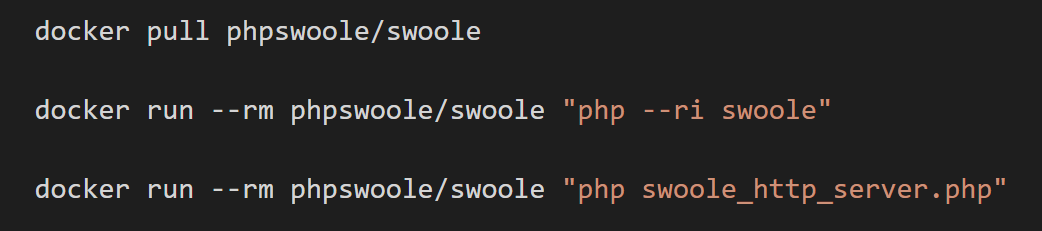 docker pull phpswoole/swoole
docker run --rm phpswoole/swoole "php --ri swoole"
docker run --rm phpswoole/swoole "php swoole_http_server.php"